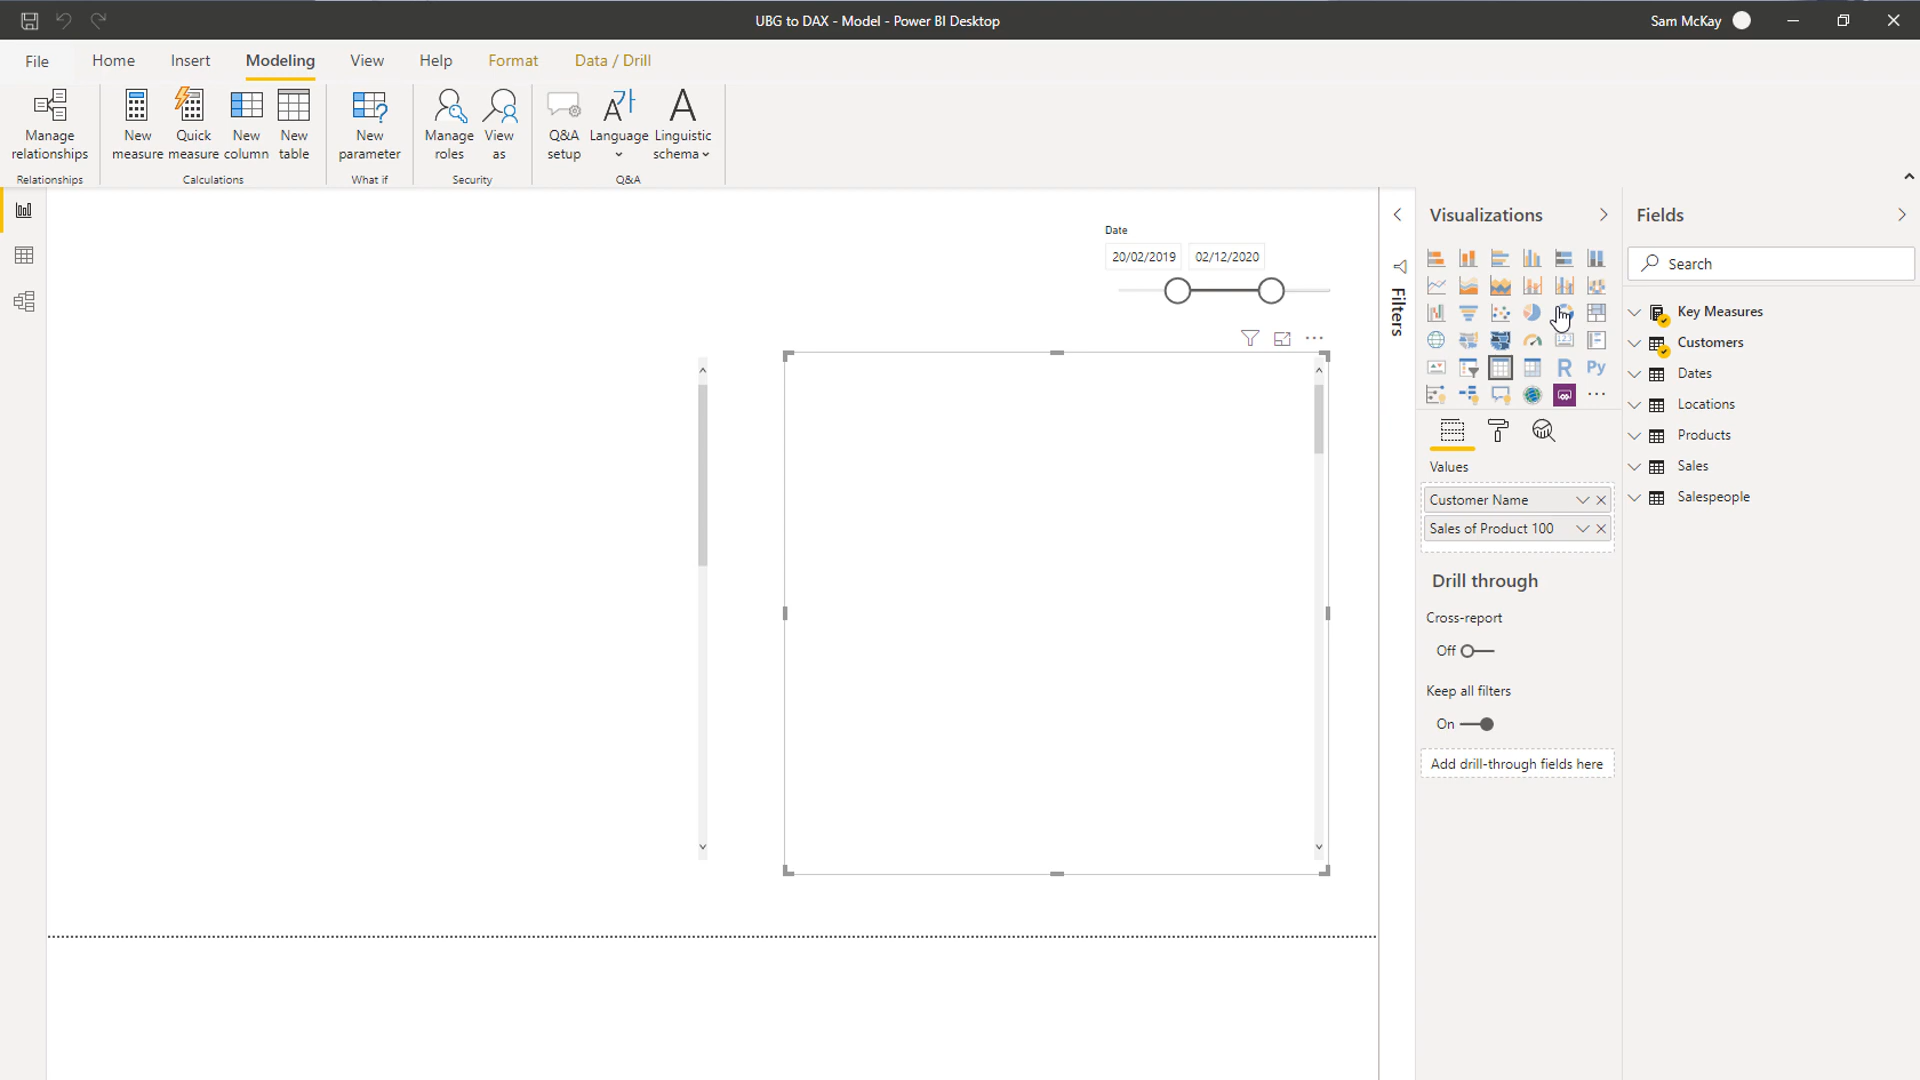 UBG to DAX - Model - Power BI Desktop
Sam McKay
File Home Insert Modeling View Help Format Data / Drill
Manage relationships
New measure
Quick measure
New column
New table
New parameter
Manage roles
View as
Q&A setup
Language
Linguistic schema
Relationships
Calculations
What if
Security
Q&A
Date
20/02/2019 02/12/2020
Filters
Visualizations
R Py
123
Values
Customer Name
Sales of Product 100
Drill through
Cross-report
Off
Keep all filters
On
Add drill-through fields here
Fields
Search
Key Measures
Customers
Dates
Locations
Products
Sales
Salespeople